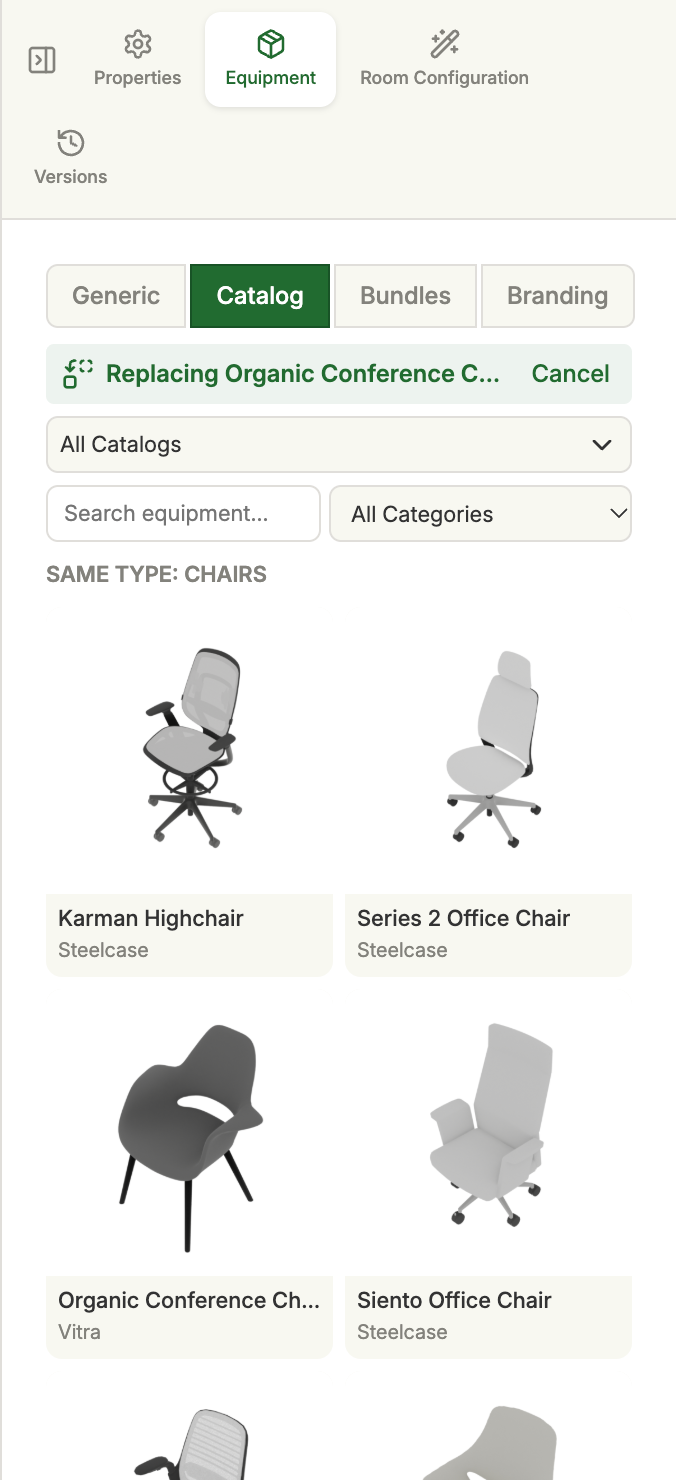 Properties
Equipment
Room Configuration
Versions
Generic
Catalog
Bundles
Branding
Replacing Organic Conference C...
Cancel
All Catalogs
Search equipment...
All Categories
SAME TYPE: CHAIRS
Karman Highchair
Steelcase
Series 2 Office Chair
Steelcase
Organic Conference Ch...
Vitra
Siento Office Chair
Steelcase